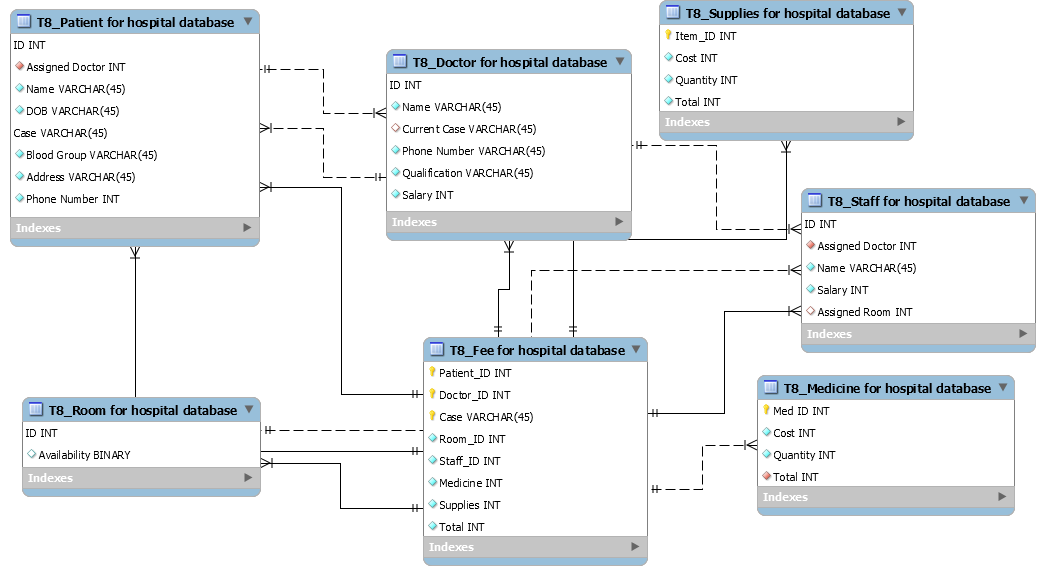 T8_Patient for hospital database
ID INT
Assigned Doctor INT
Name VARCHAR(45)
DOB VARCHAR(45)
Case VARCHAR(45)
Blood Group VARCHAR(45)
Address VARCHAR(45)
Phone Number INT
Indexes
T8_Doctor for hospital database
ID INT
Name VARCHAR(45)
Current Case VARCHAR(45)
Phone Number VARCHAR(45)
Qualification VARCHAR(45)
Salary INT
Indexes
T8_Supplies for hospital database
Item_ID INT
Cost INT
Quantity INT
Total INT
Indexes
T8_Staff for hospital database
ID INT
Assigned Doctor INT
Name VARCHAR(45)
Salary INT
Assigned Room INT
Indexes
T8_Room for hospital database
ID INT
Availability BINARY
Indexes
T8_Fee for hospital database
Patient_ID INT
Doctor_ID INT
Case VARCHAR(45)
Room_ID INT
Staff_ID INT
Medicine INT
Supplies INT
Total INT
Indexes
T8_Medicine for hospital database
Med ID INT
Cost INT
Quantity INT
Total INT
Indexes